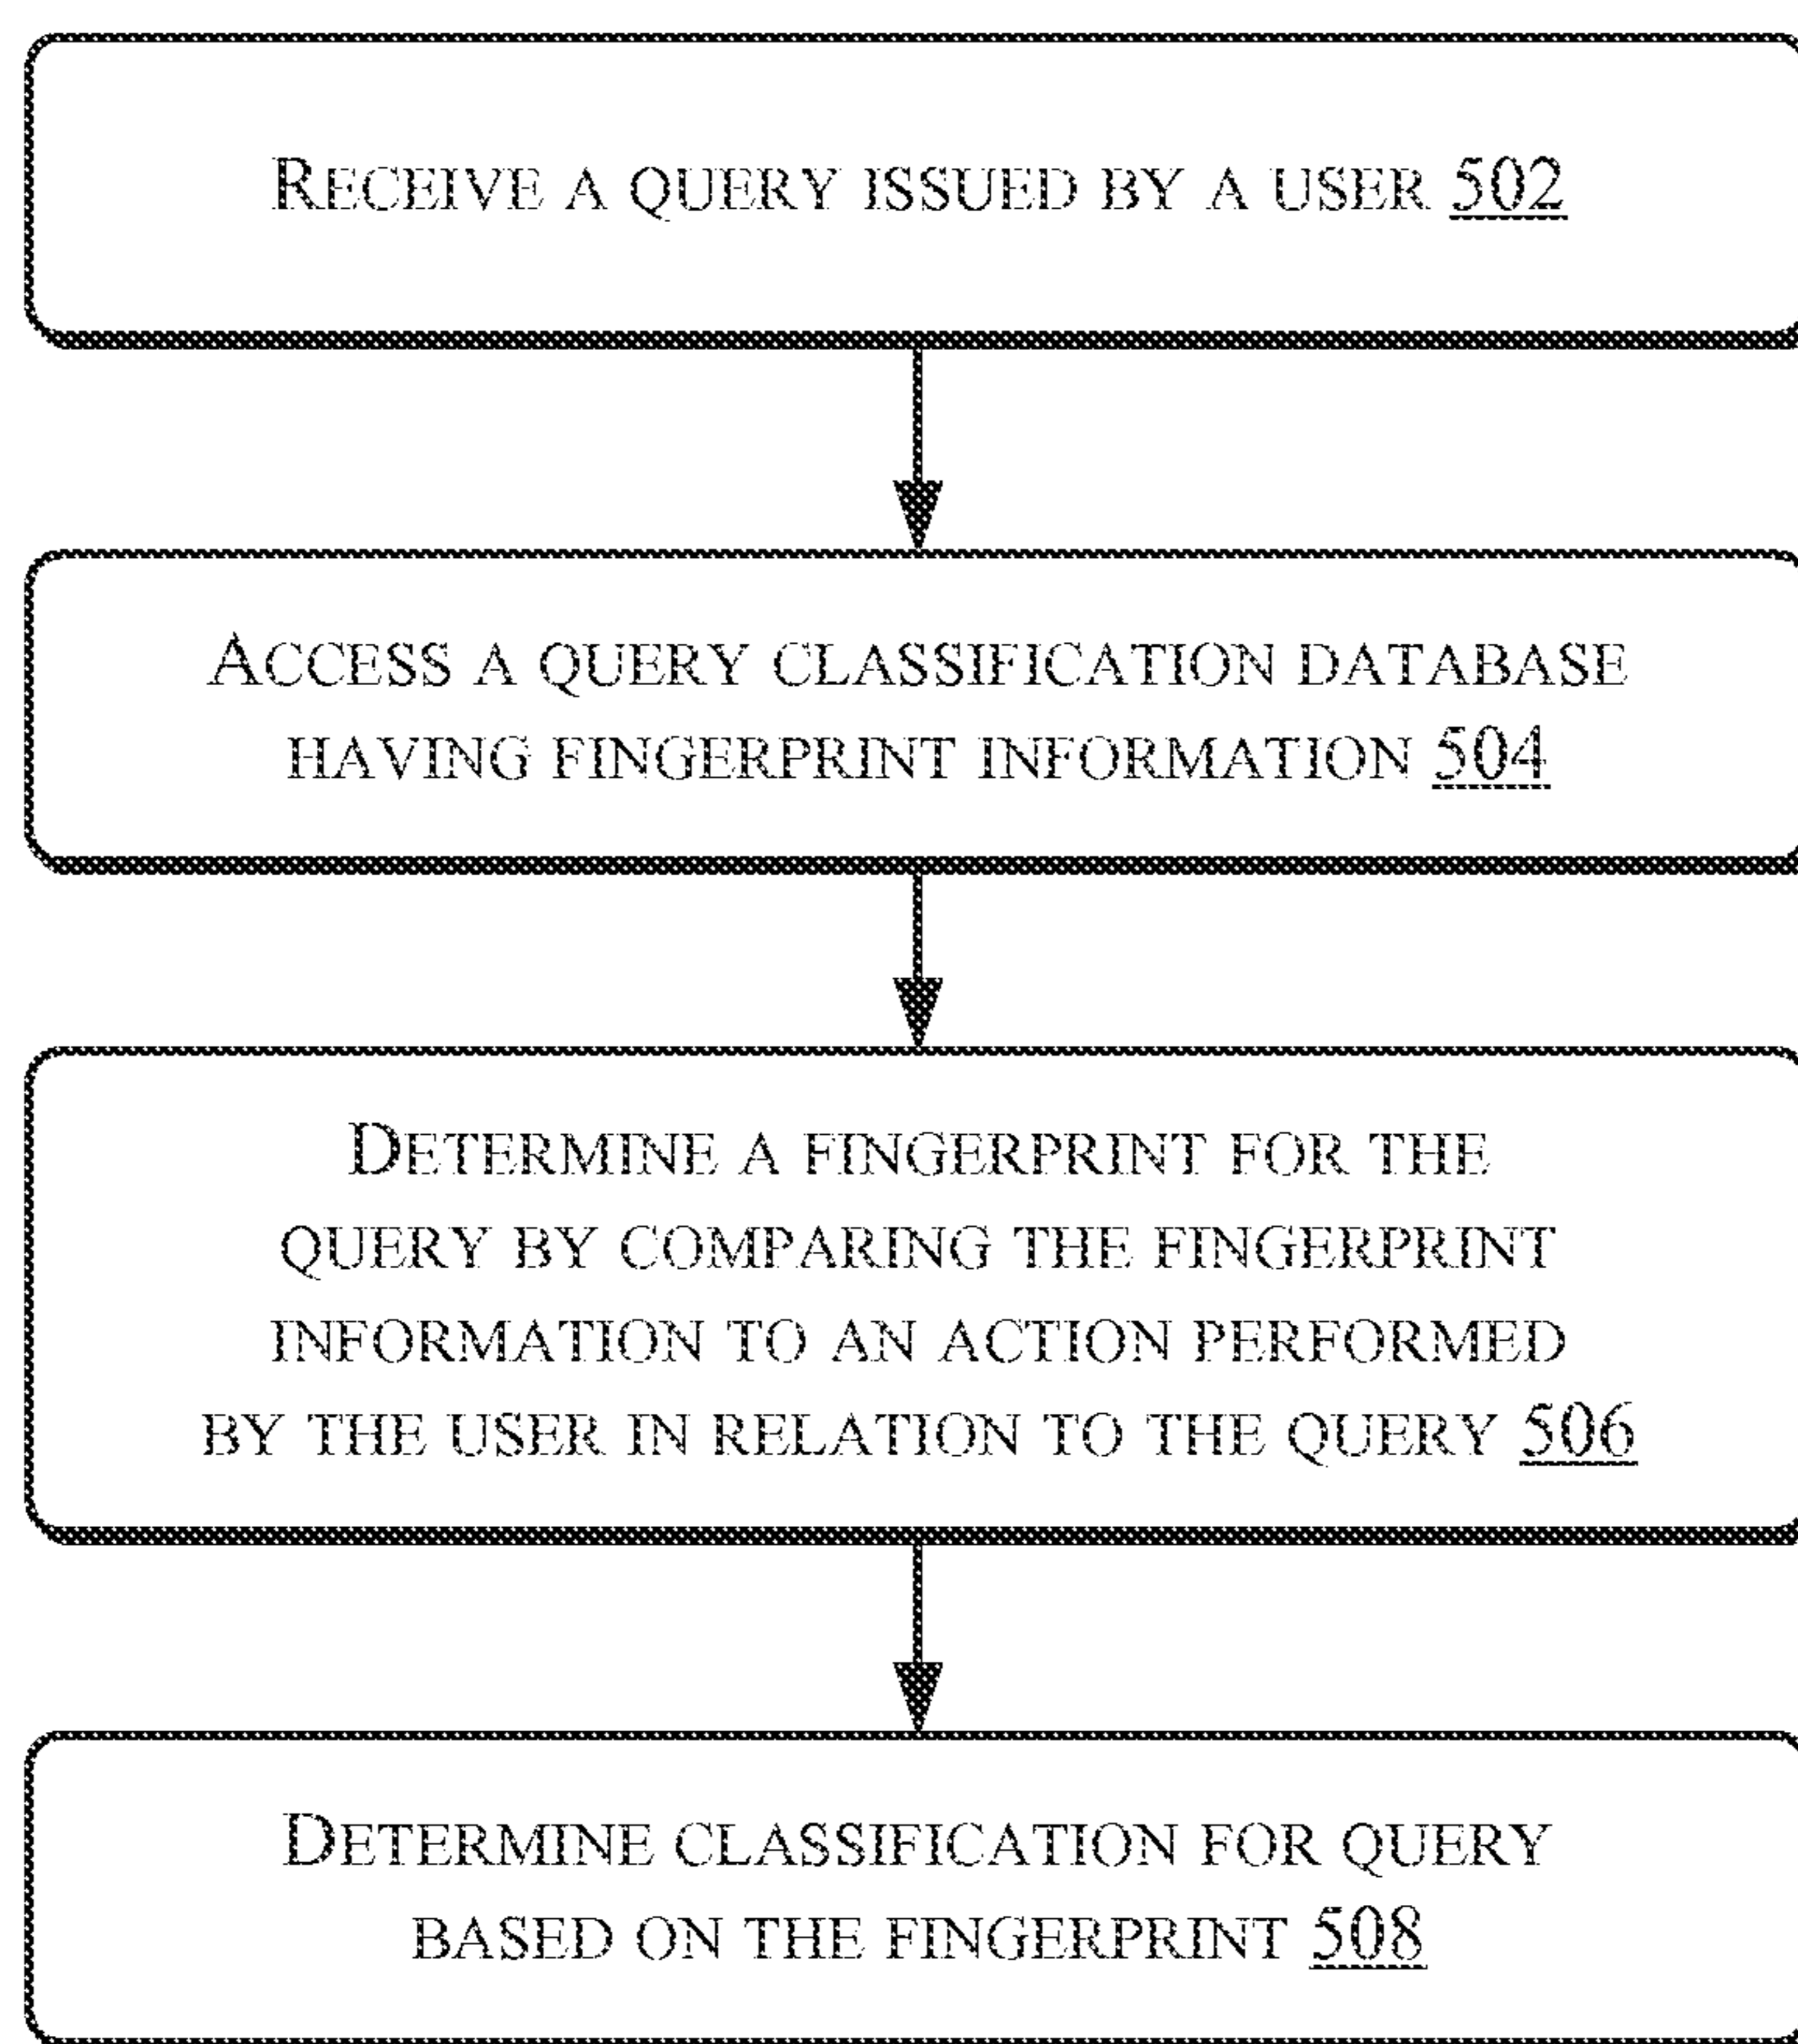 RECEIVE A QUERY ISSUED BY A USER 502
ACCESS A QUERY CLASSIFICATION DATABASE
HAVING FINGERPRINT INFORMATION 504
DETERMINE A FINGERPRINT FOR THE
QUERY BY COMPARING THE FINGERPRINT
INFORMATION TO AN ACTION PERFORMED
BY THE USER IN RELATION TO THE QUERY 506
DETERMINE CLASSIFICATION FOR QUERY
BASED ON THE FINGERPRINT 508